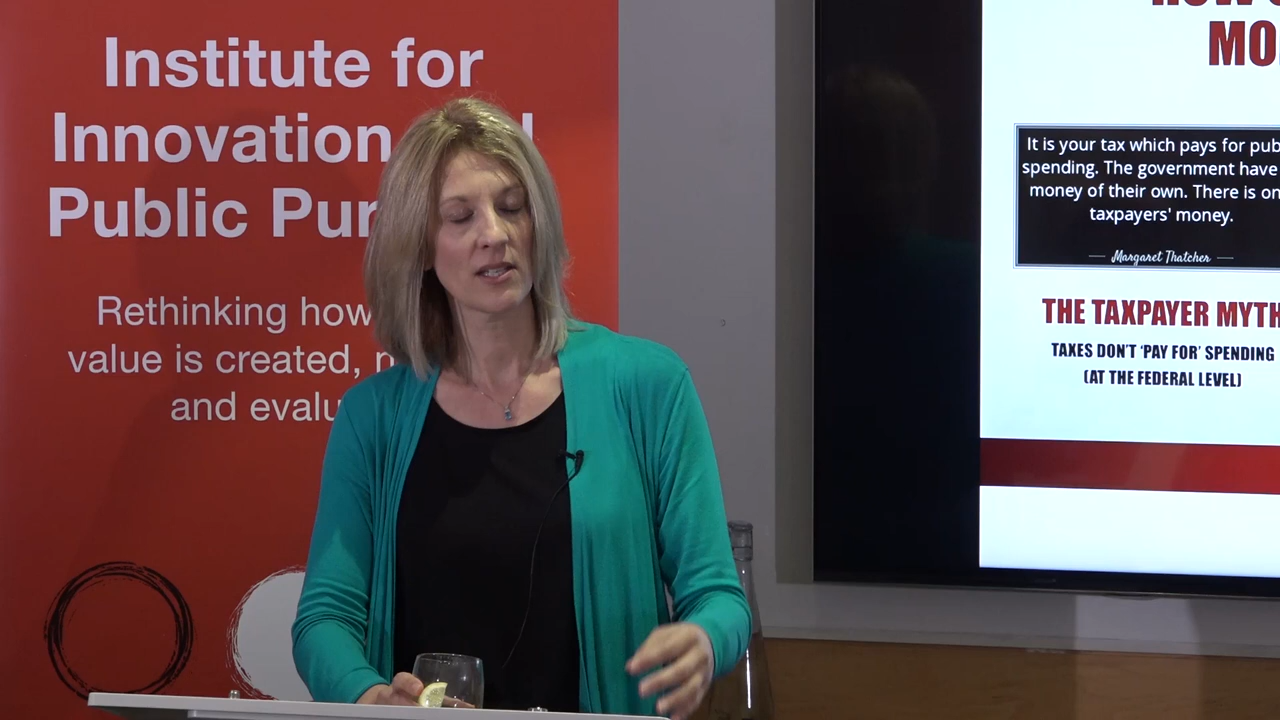 Institute for
Innovation
Public Pur
Rethinking how
value is created,
and evalu
MO
It is your tax which pays for pub
spending. The government have
money of their own. There is on
taxpayers' money.
Margaret Thatcher
THE TAXPAYER MYTH
TAXES DON'T 'PAY FOR' SPENDING
(AT THE FEDERAL LEVEL)